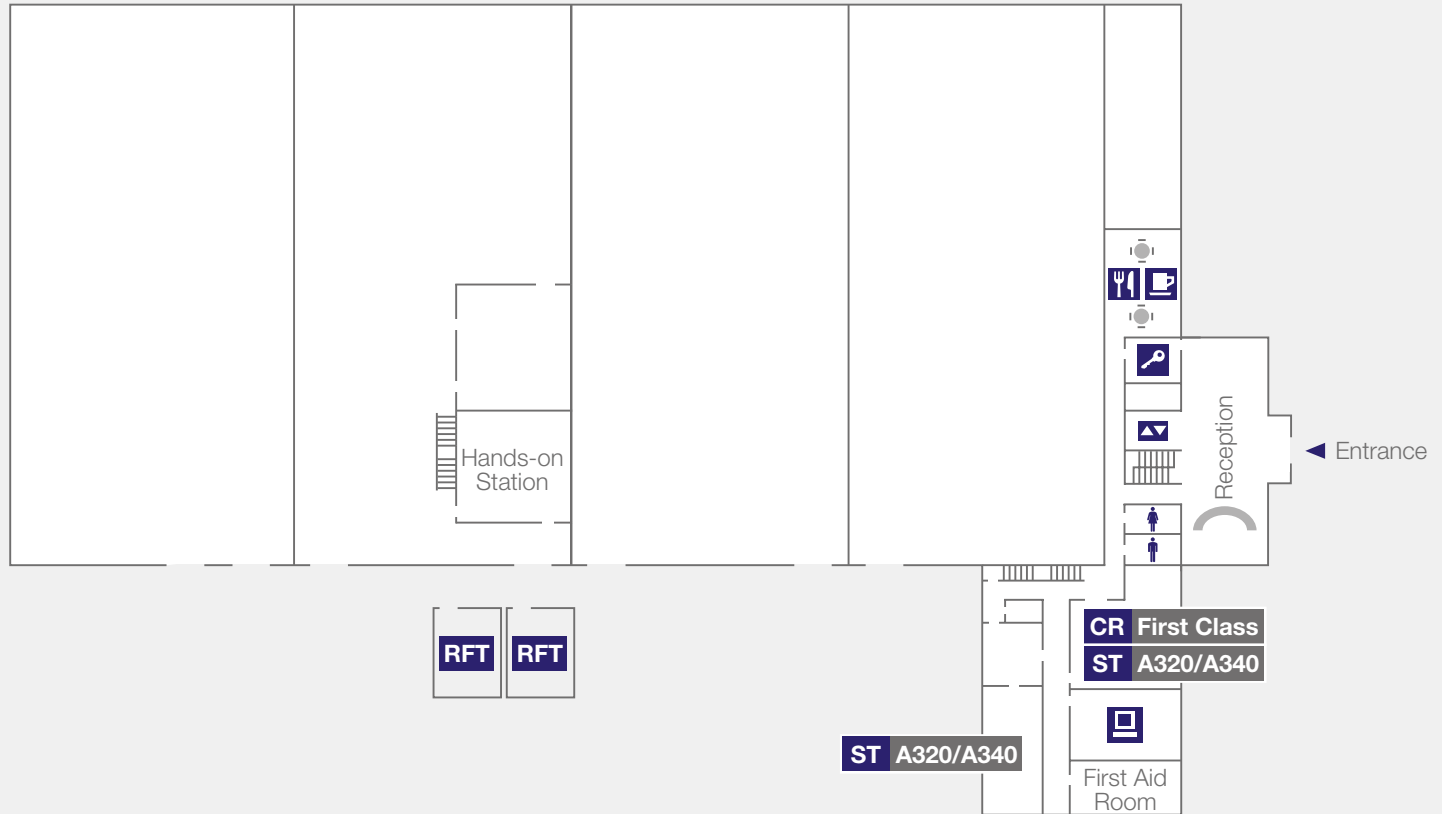 Hands-on
Station
Reception
Entrance
RFT
RFT
CR First Class
ST A320/A340
ST A320/A340
First Aid
Room